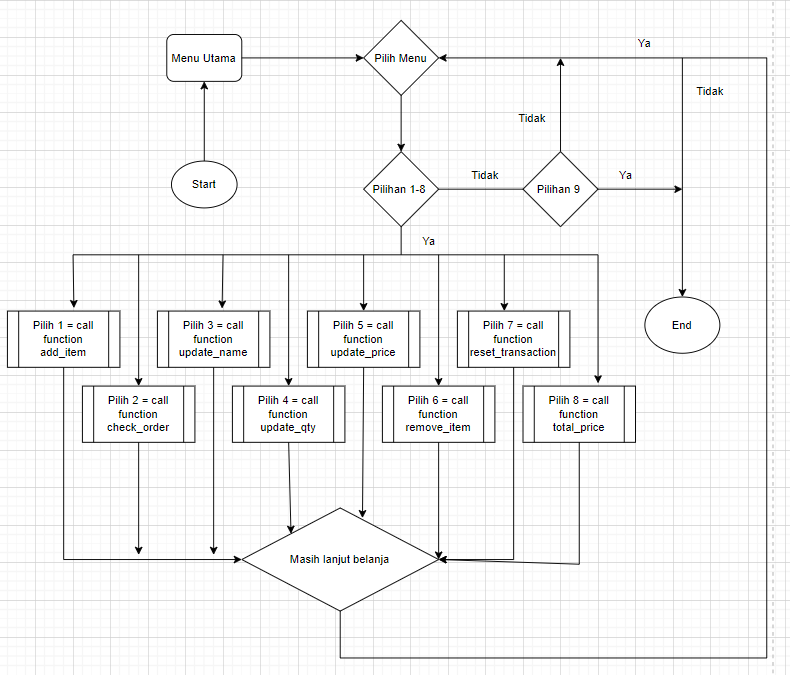 Ya
Menu Utama
Pilih Menu
Tidak
Tidak
Start
Pilihan 1-8
Tidak
Pilihan 9
Ya
Ya
Pilih 1 = call
function
add_item
Pilih 3 = call
function
update_name
Pilih 5 = call
function
update_price
Pilih 7 = call
function
reset_transaction
End
Pilih 2 = call
function
check_order
Pilih 4 = call
function
update_qty
Pilih 6 = call
function
remove_item
Pilih 8 = call
function
total_price
Masih lanjut belanja